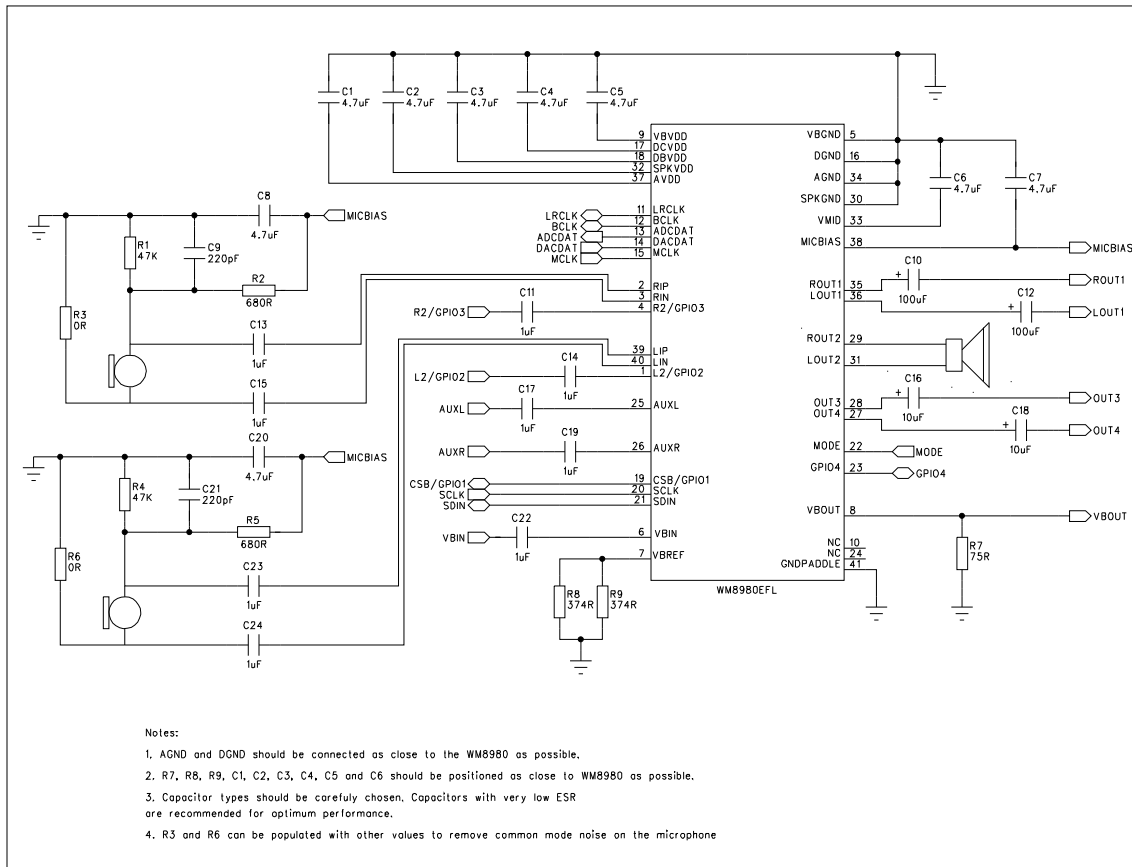 C1
4.7uF
C2
4.7uF
C3
4.7uF
C4
4.7uF
C5
4.7uF
9 VBVDD
17 DCVDD
18 DBVDD
32 SPKVDD
37 AVDD
VBGND 5
DGND 16
AGND 34
SPKGND 30
VMID 33
MICBIAS 38
C6
4.7uF
C7
4.7uF
MICBIAS
C8
4.7uF
MICBIAS
R1
47K
C9
220pF
R2
680R
R3
0R
C13
1uF
C15
1uF
LRCLK 11 LRCLK
BCLK 12 BCLK
ADCDAT 13 ADCDAT
DACDAT 14 DACDAT
MCLK 15 MCLK
2 RIP
3 RIN
4 R2/GPIO3
R2/GPIO3
C11
1uF
39 LIP
40 LIN
1 L2/GPIO2
L2/GPIO2
C14
1uF
AUXL
C17
1uF
25 AUXL
AUXR
C19
1uF
26 AUXR
CSB/GPIO1 19 CSB/GPIO1
SCLK 20 SCLK
SDIN 21 SDIN
VBIN
C22
1uF
6 VBIN
7 VBREF
R8
374R
R9
374R
ROUT1 35
LOUT1 36
C10
+
100uF
ROUT1
C12
+
100uF
LOUT1
ROUT2 29
LOUT2 31
OUT3 28
OUT4 27
C16
+
10uF
OUT3
C18
+
10uF
OUT4
MODE 22 MODE
GPIO4 23 GPIO4
VBOUT 8
VBOUT
R7
75R
NC 10
NC 24
GNDPADDLE 41
WM8980EFL
C20
4.7uF
MICBIAS
R4
47K
C21
220pF
R5
680R
R6
0R
C23
1uF
C24
1uF
Notes:
1. AGND and DGND should be connected as close to the WM8980 as possible.
2. R7, R8, R9, C1, C2, C3, C4, C5 and C6 should be positioned as close to WM8980 as possible.
3. Capacitor types should be carefuly chosen. Capacitors with very low ESR
are recommended for optimum performance.
4. R3 and R6 can be populated with other values to remove common mode noise on the microphone